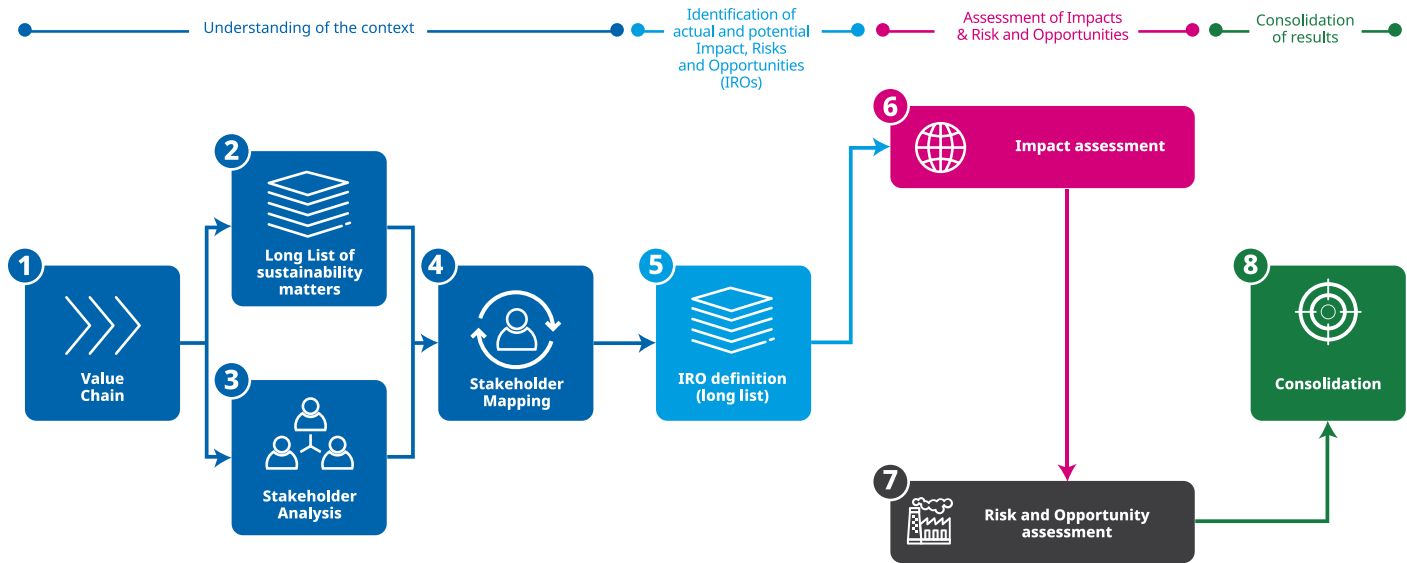 Understanding of the context
Identification of
actual and potential
Impact, Risks
and Opportunities
(IROs)
Assessment of Impacts
& Risk and Opportunities
Consolidation
of results
1
Value
Chain
2
Long List of
sustainability
matters
3
Stakeholder
Analysis
4
Stakeholder
Mapping
5
IRO definition
(long list)
6
Impact assessment
7
Risk and Opportunity
assessment
8
Consolidation